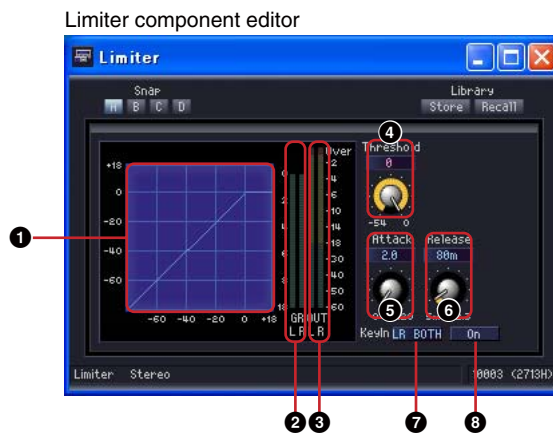 Limiter component editor
Limiter
Snap
Library
A B C D
Store Recall
4
Threshold
0
-54 0
+18
0
-20
-40
-60
-60 -40 -20 0 +18
Over
-2
-4
-6
-10
-14
-18
-30
-40
-50
-60
GR OUT
L R L R
Attack Release
2.0 80m
5 6
KeyIn LR BOTH On
1
Limiter Stereo
10003 (2713H)
2 3 7 8